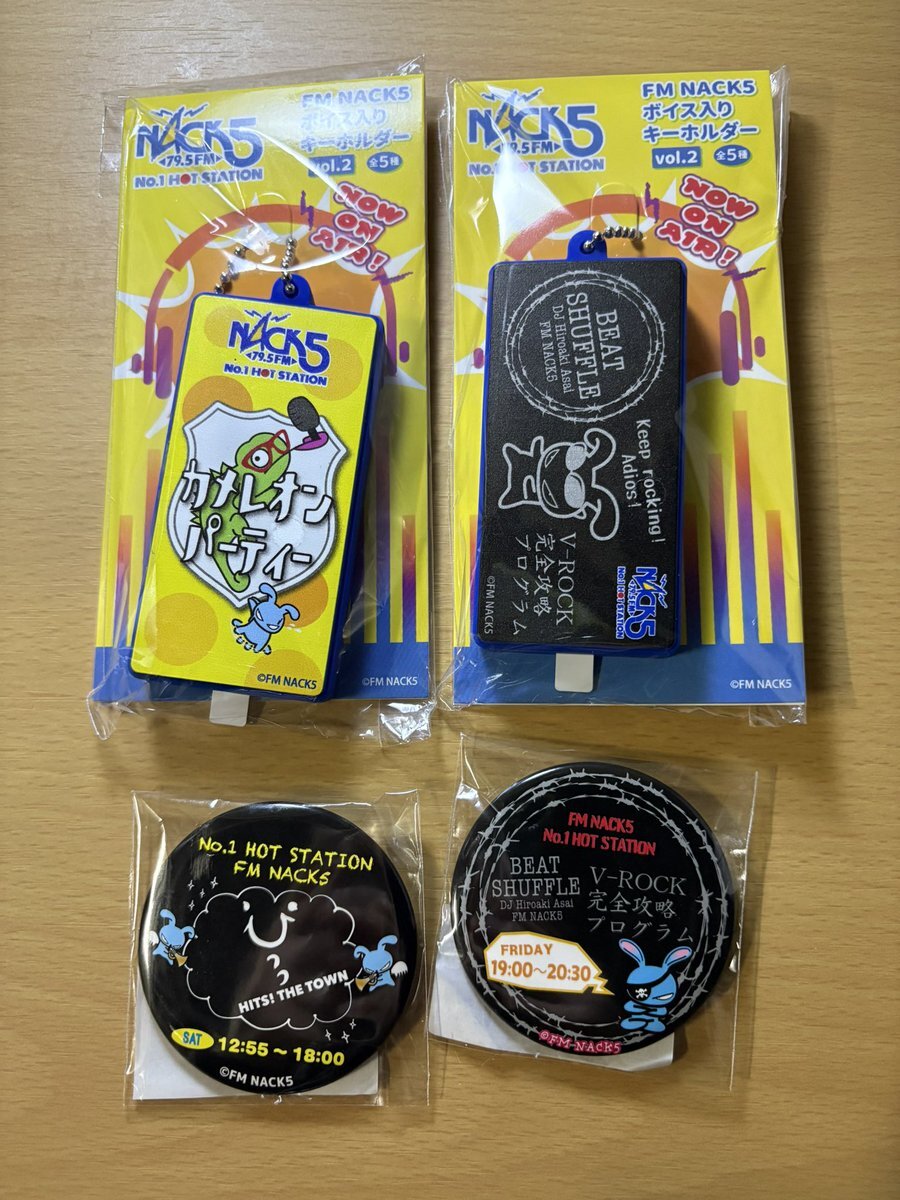 NACK5
79.5FM
No.1 HOT STATION
FM NACK5
ボイス入り
キーホルダー
vol.2 全5種
NOW
ON
AIR!
NACK5
79.5FM
No.1 HOT STATION
カメレオン
パーティー
©FM NACK5
©FM NACK5
NACK5
79.5FM
No.1 HOT STATION
FM NACK5
ボイス入り
キーホルダー
vol.2 全5種
NOW
ON
AIR!
BEAT
SHUFFLE
DJ Hiroaki Asai
FM NACK5
Keep rocking!
Adios!
V-ROCK
完全攻略
プログラム
NACK5
79.5FM
No.1 HOT STATION
©FM NACK5
©FM NACK5
No.1 HOT STATION
FM NACK5
HITS! THE TOWN
SAT 12:55～18:00
©FM NACK5
FM NACK5
No.1 HOT STATION
BEAT
SHUFFLE
DJ Hiroaki Asai
FM NACK5
V-ROCK
完全攻略
プログラム
FRIDAY
19:00～20:30
©FM-NACK5